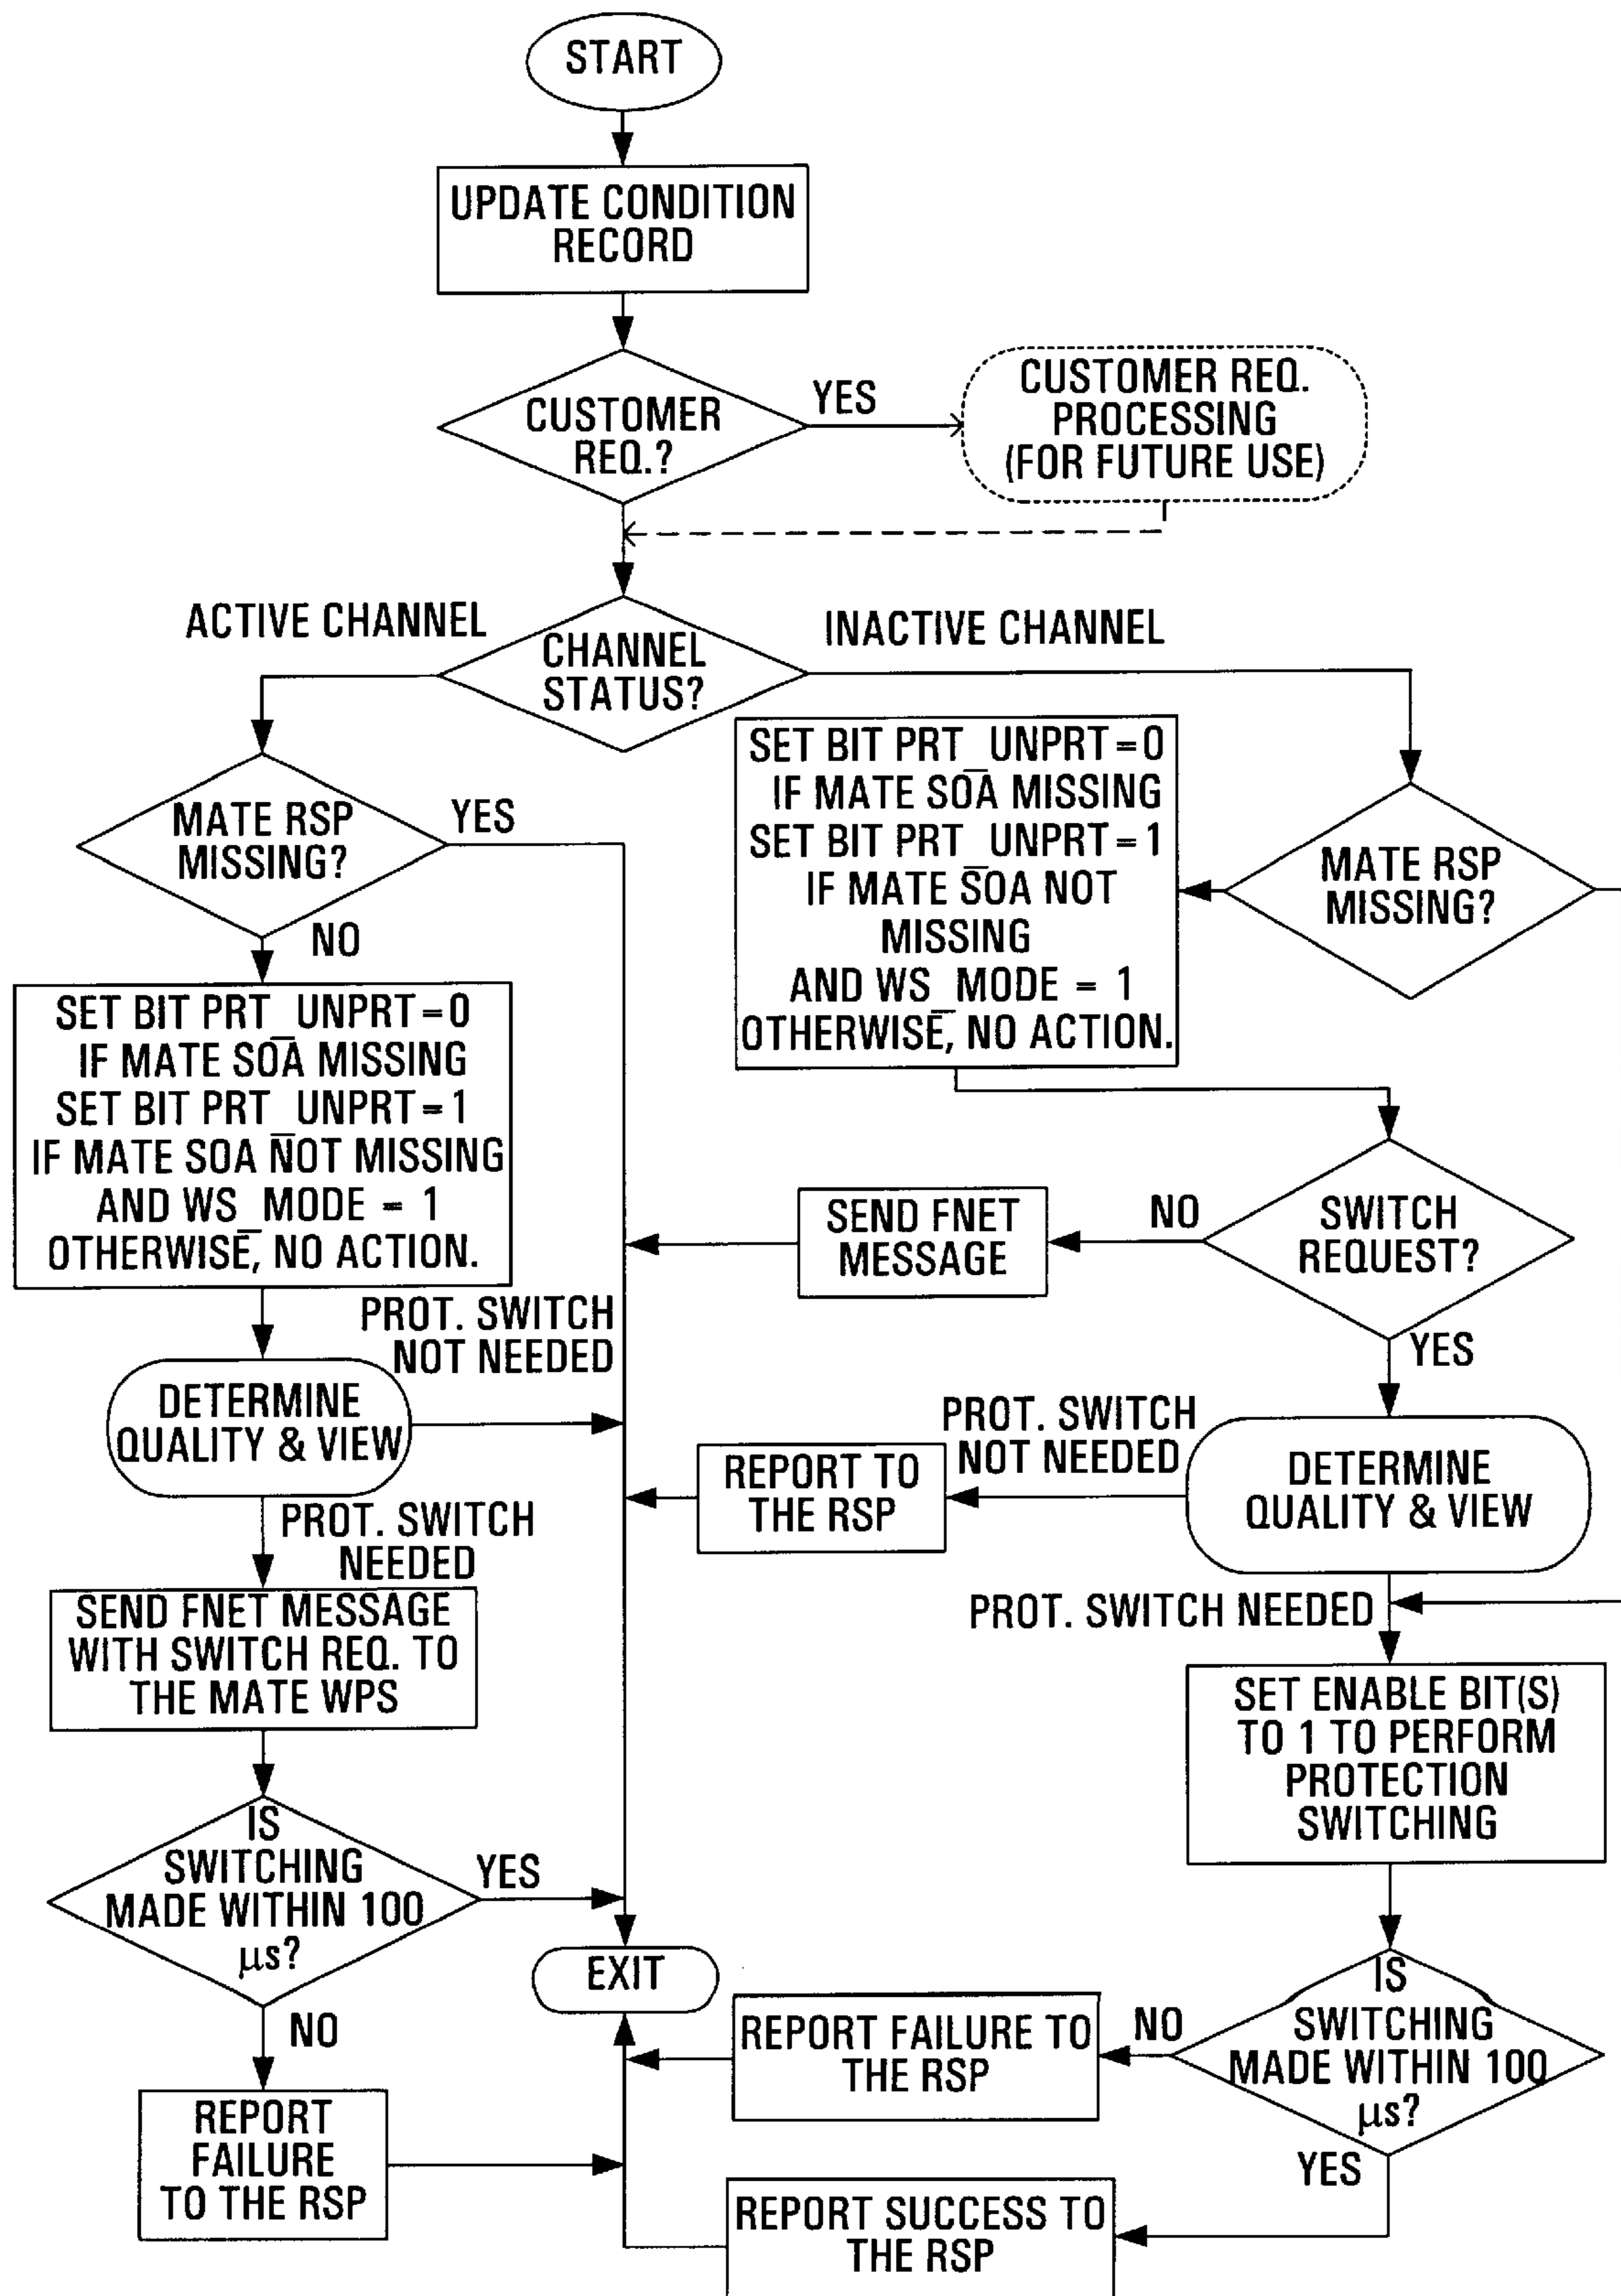 START
UPDATE CONDITION
RECORD
CUSTOMER
REQ.?
YES
CUSTOMER REQ.
PROCESSING
(FOR FUTURE USE)
CHANNEL
STATUS?
ACTIVE CHANNEL
INACTIVE CHANNEL
MATE RSP
MISSING?
YES
NO
SET BIT PRT_UNPRT=0
IF MATE SOA MISSING
SET BIT PRT_UNPRT=1
IF MATE SOA NOT MISSING
AND WS_MODE = 1
OTHERWISE, NO ACTION.
PROT. SWITCH
NOT NEEDED
DETERMINE
QUALITY & VIEW
PROT. SWITCH
NEEDED
SEND FNET MESSAGE
WITH SWITCH REQ. TO
THE MATE WPS
IS
SWITCHING
MADE WITHIN 100
µs?
YES
NO
REPORT
FAILURE
TO THE RSP
EXIT
MATE RSP
MISSING?
SET BIT PRT_UNPRT=0
IF MATE SOA MISSING
SET BIT PRT_UNPRT=1
IF MATE SOA NOT
MISSING
AND WS_MODE = 1
OTHERWISE, NO ACTION.
SWITCH
REQUEST?
NO
SEND FNET
MESSAGE
YES
DETERMINE
QUALITY & VIEW
PROT. SWITCH
NOT NEEDED
REPORT TO
THE RSP
PROT. SWITCH NEEDED
SET ENABLE BIT(S)
TO 1 TO PERFORM
PROTECTION
SWITCHING
IS
SWITCHING
MADE WITHIN 100
µs?
NO
REPORT FAILURE TO
THE RSP
YES
REPORT SUCCESS TO
THE RSP